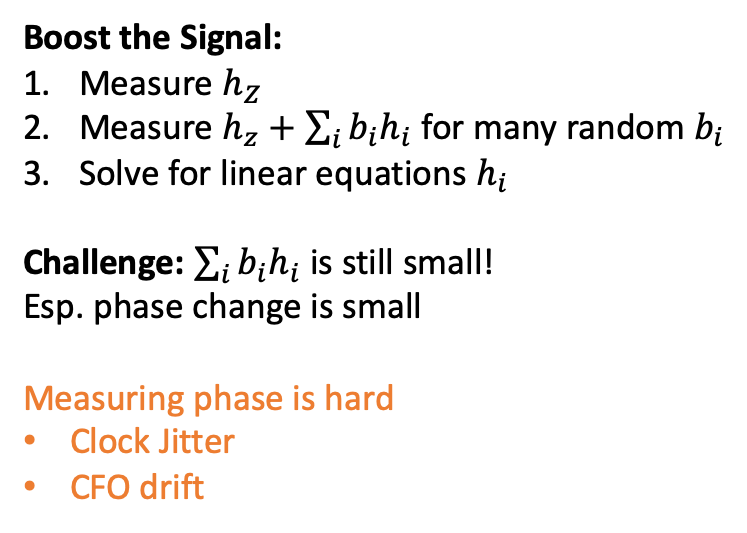 Boost the Signal:
1. Measure h_Z
2. Measure h_z + ∑_i b_i h_i for many random b_i
3. Solve for linear equations h_i
Challenge: ∑_i b_i h_i is still small!
Esp. phase change is small
Measuring phase is hard
• Clock Jitter
• CFO drift